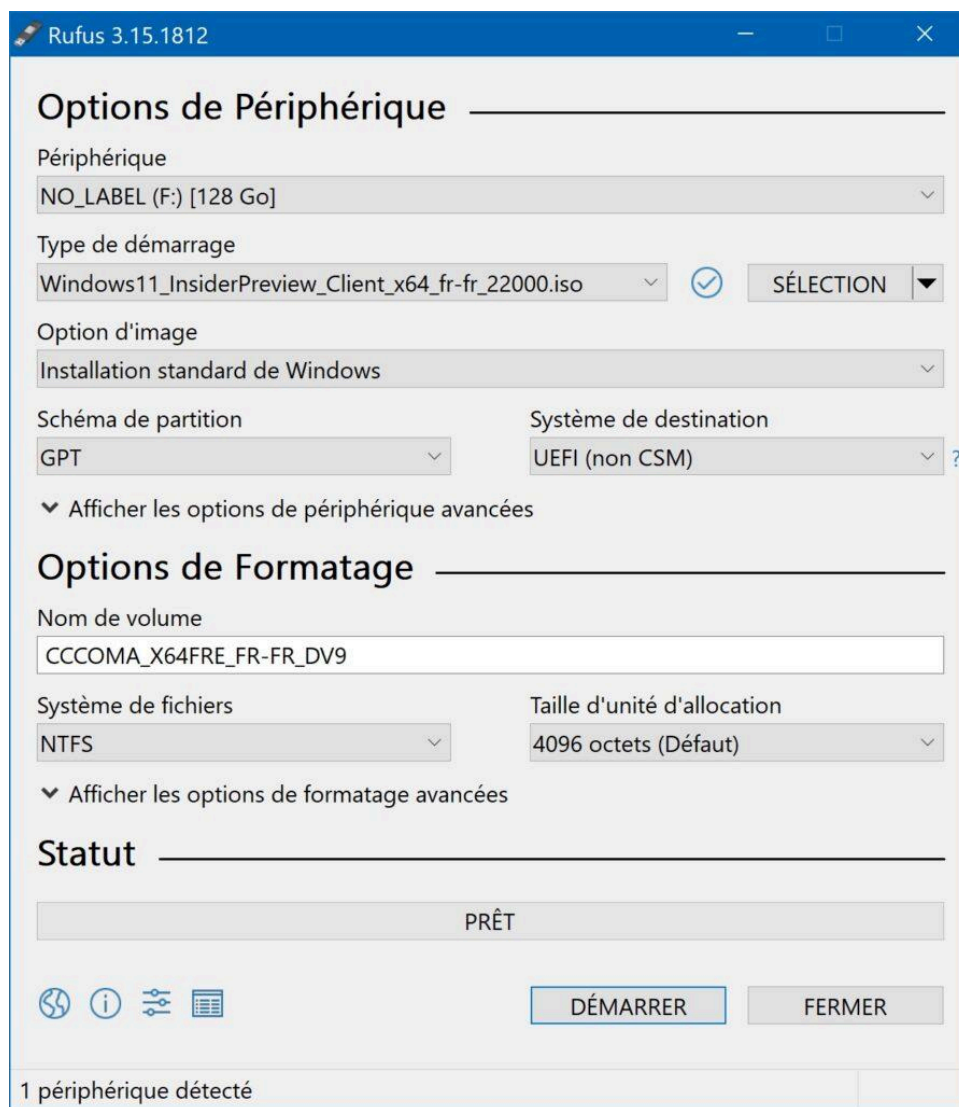 Rufus 3.15.1812
Options de Périphérique
Périphérique
NO_LABEL (F:) [128 Go]
Type de démarrage
Windows11_InsiderPreview_Client_x64_fr-fr_22000.iso
SÉLECTION
Option d'image
Installation standard de Windows
Schéma de partition
Système de destination
GPT
UEFI (non CSM)
?
Afficher les options de périphérique avancées
Options de Formatage
Nom de volume
CCCOMA_X64FRE_FR-FR_DV9
Système de fichiers
Taille d'unité d'allocation
NTFS
4096 octets (Défaut)
Afficher les options de formatage avancées
Statut
PRÊT
DÉMARRER
FERMER
1 périphérique détecté